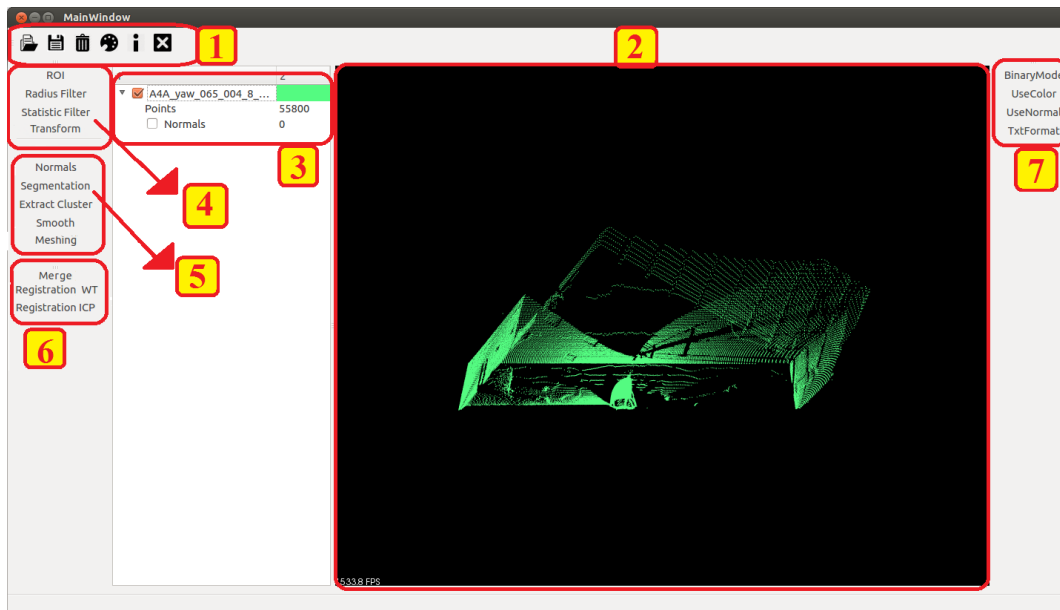 MainWindow
1
2
ROI
Radius Filter
Statistic Filter
Transform
2
A4A_yaw_065_004_8_...
Points 55800
Normals 0
3
4
Normals
Segmentation
Extract Cluster
Smooth
Meshing
5
Merge
Registration WT
Registration ICP
6
BinaryMode
UseColor
UseNormal
TxtFormat
7
533.8 FPS